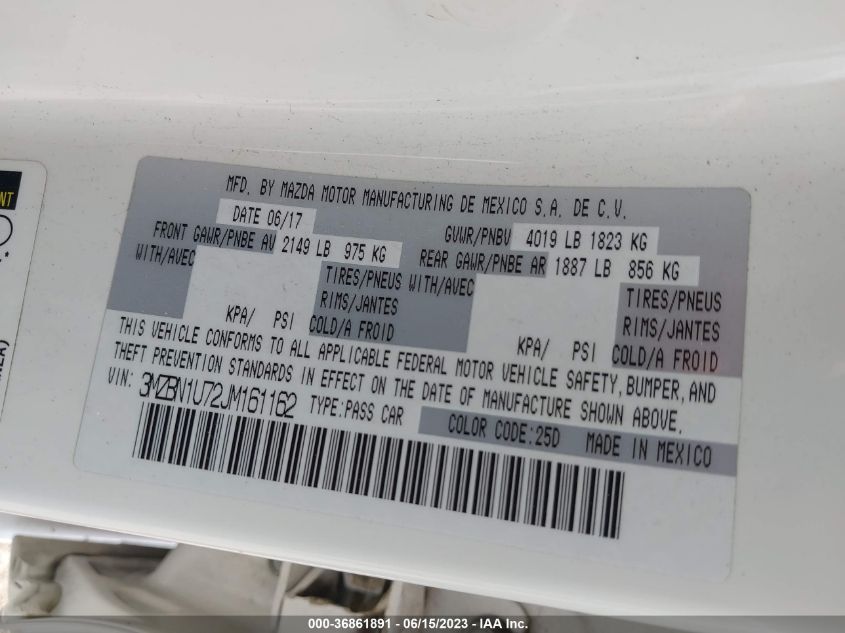 NT
MFD. BY MAZDA MOTOR MANUFACTURING DE MEXICO S.A. DE C.V.
DATE 06/17 GVWR/PNBV 4019 LB 1823 KG
FRONT GAWR/PNBE AV 2149 LB 975 KG REAR GAWR/PNBE AR 1887 LB 856 KG
WITH/AVEC TIRES/PNEUS WITH/AVEC TIRES/PNEUS
RIMS/JANTES RIMS/JANTES
KPA/ PSI COLD/A FROID KPA/ PSI COLD/A FROID
THIS VEHICLE CONFORMS TO ALL APPLICABLE FEDERAL MOTOR VEHICLE SAFETY, BUMPER, AND
THEFT PREVENTION STANDARDS IN EFFECT ON THE DATE OF MANUFACTURE SHOWN ABOVE.
VIN: 3MZBN1U72JM161162 TYPE:PASS CAR COLOR CODE:25D MADE IN MEXICO
000-36861891 - 06/15/2023 - IAA Inc.